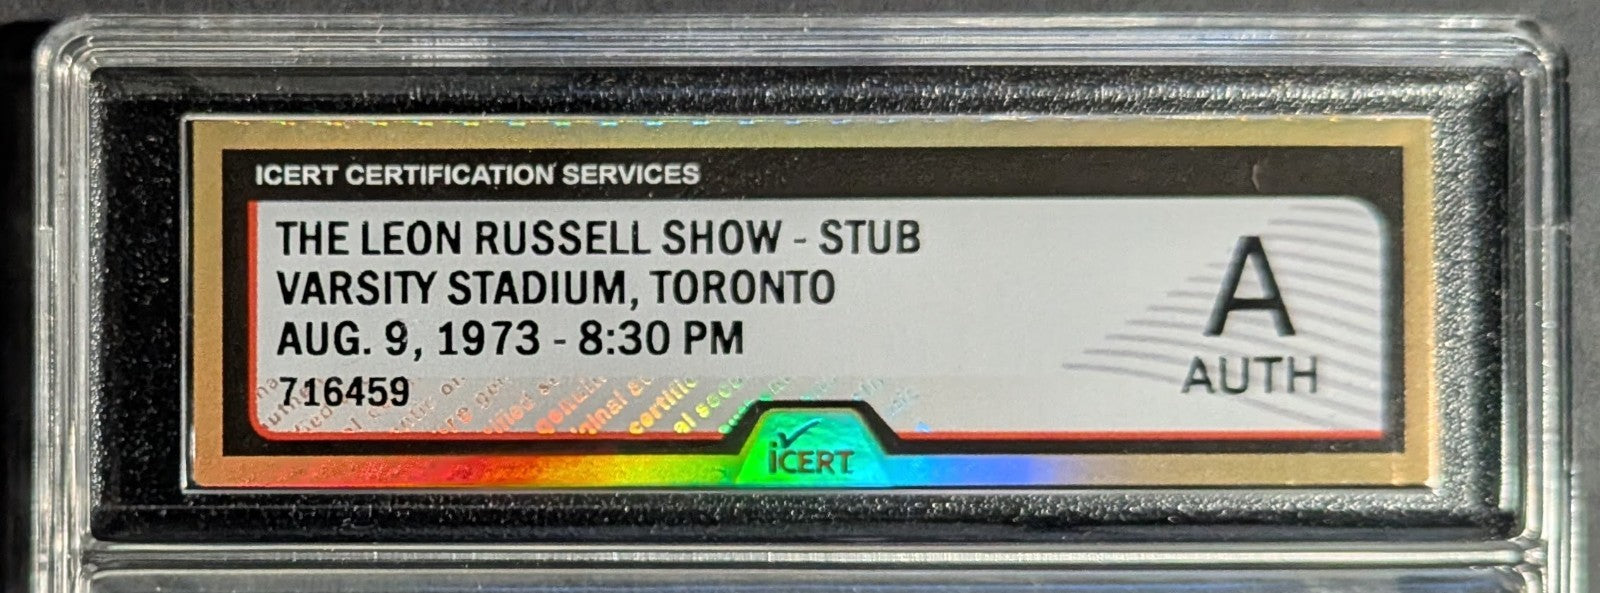 ICERT CERTIFICATION SERVICES
THE LEON RUSSELL SHOW - STUB
VARSITY STADIUM, TORONTO
AUG. 9, 1973 - 8:30 PM
716459
A
AUTH
iCERT